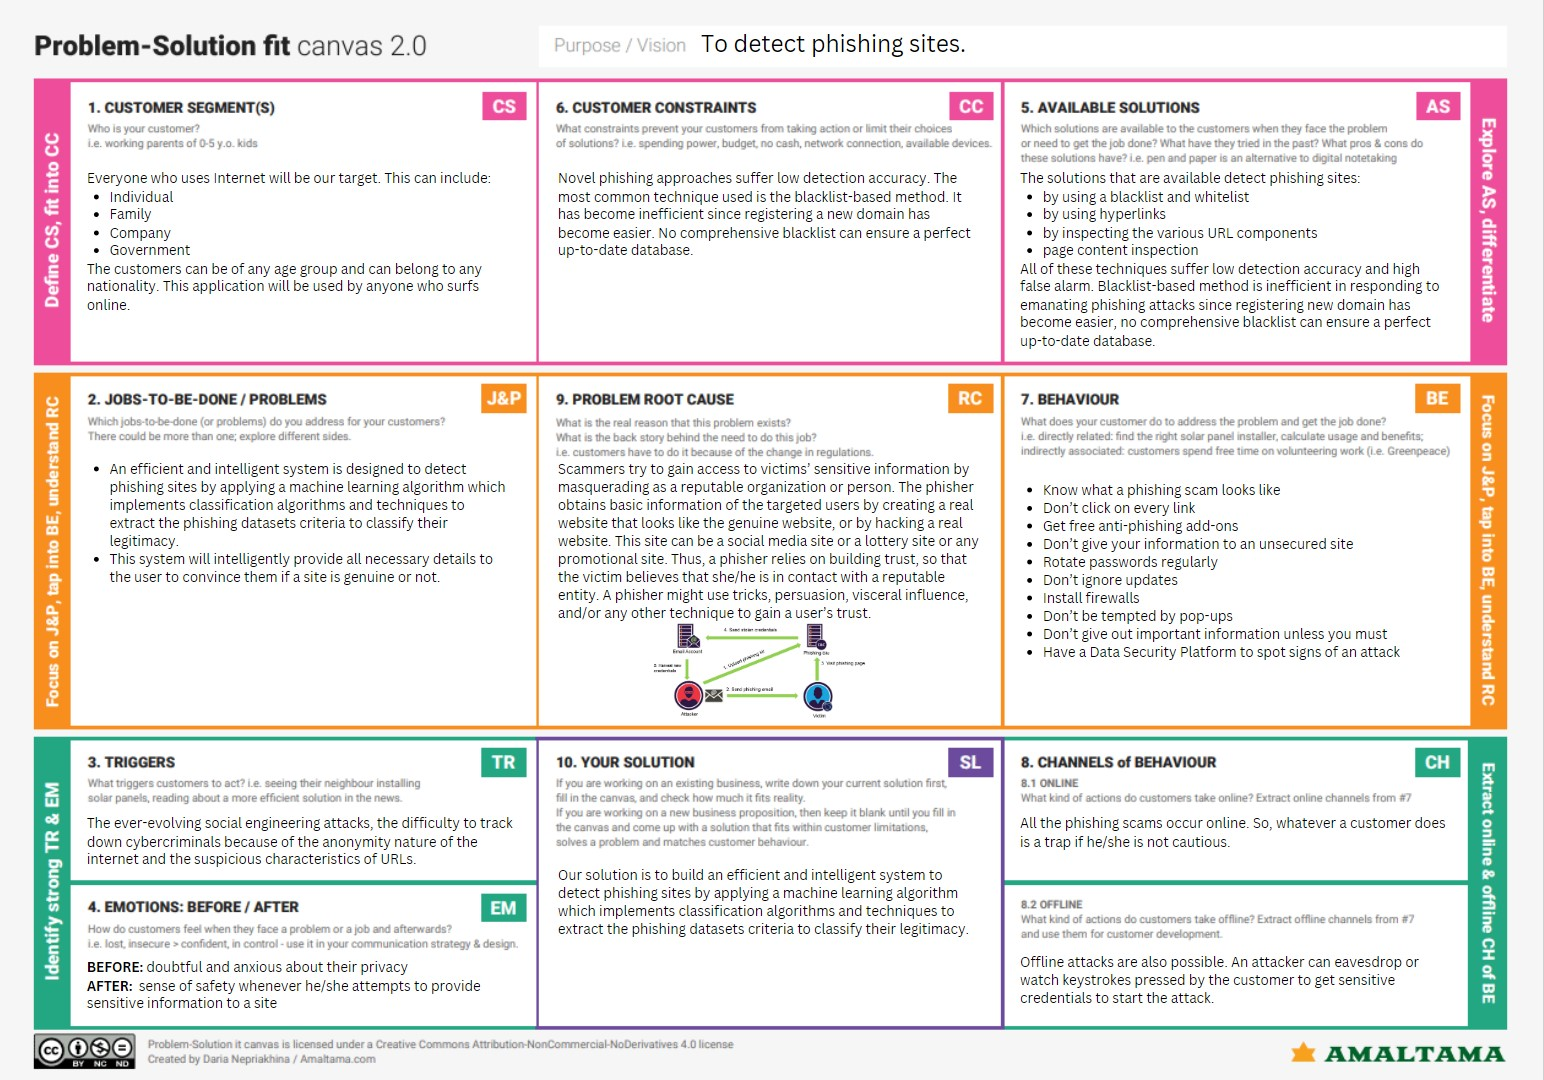 Problem-Solution fit canvas 2.0
Purpose / Vision To detect phishing sites.
Define CS, fit into CC
1. CUSTOMER SEGMENT(S)
CS
Who is your customer?
i.e. working parents of 0-5 y.o. kids
Everyone who uses Internet will be our target. This can include:
• Individual
• Family
• Company
• Government
The customers can be of any age group and can belong to any
nationality. This application will be used by anyone who surfs
online.
6. CUSTOMER CONSTRAINTS
CC
What constraints prevent your customers from taking action or limit their choices
of solutions? i.e. spending power, budget, no cash, network connection, available devices.
Novel phishing approaches suffer low detection accuracy. The
most common technique used is the blacklist-based method. It
has become inefficient since registering a new domain has
become easier. No comprehensive blacklist can ensure a perfect
up-to-date database.
5. AVAILABLE SOLUTIONS
AS
Which solutions are available to the customers when they face the problem
or need to get the job done? What have they tried in the past? What pros & cons do
these solutions have? i.e. pen and paper is an alternative to digital notetaking
The solutions that are available detect phishing sites:
• by using a blacklist and whitelist
• by using hyperlinks
• by inspecting the various URL components
• page content inspection
All of these techniques suffer low detection accuracy and high
false alarm. Blacklist-based method is inefficient in responding to
emanating phishing attacks since registering new domain has
become easier, no comprehensive blacklist can ensure a perfect
up-to-date database.
Explore AS, differentiate
Focus on J&P, tap into BE, understand RC
2. JOBS-TO-BE-DONE / PROBLEMS
J&P
Which jobs-to-be-done (or problems) do you address for your customers?
There could be more than one; explore different sides.
• An efficient and intelligent system is designed to detect
phishing sites by applying a machine learning algorithm which
implements classification algorithms and techniques to
extract the phishing datasets criteria to classify their
legitimacy.
• This system will intelligently provide all necessary details to
the user to convince them if a site is genuine or not.
9. PROBLEM ROOT CAUSE
RC
What is the real reason that this problem exists?
What is the back story behind the need to do this job?
i.e. customers have to do it because of the change in regulations.
Scammers try to gain access to victims' sensitive information by
masquerading as a reputable organization or person. The phisher
obtains basic information of the targeted users by creating a real
website that looks like the genuine website, or by hacking a real
website. This site can be a social media site or a lottery site or any
promotional site. Thus, a phisher relies on building trust, so that
the victim believes that she/he is in contact with a reputable
entity. A phisher might use tricks, persuasion, visceral influence,
and/or any other technique to gain a user's trust.
Email Account
Phishing Site
2. Send phishing email
Attacker
Victim
7. BEHAVIOUR
BE
What does your customer do to address the problem and get the job done?
i.e. directly related: find the right solar panel installer, calculate usage and benefits;
indirectly associated: customers spend free time on volunteering work (i.e. Greenpeace)
• Know what a phishing scam looks like
• Don't click on every link
• Get free anti-phishing add-ons
• Don't give your information to an unsecured site
• Rotate passwords regularly
• Don't ignore updates
• Install firewalls
• Don't be tempted by pop-ups
• Don't give out important information unless you must
• Have a Data Security Platform to spot signs of an attack
Focus on J&P, tap into BE, understand RC
Identify strong TR & EM
3. TRIGGERS
TR
What triggers customers to act? i.e. seeing their neighbour installing
solar panels, reading about a more efficient solution in the news.
The ever-evolving social engineering attacks, the difficulty to track
down cybercriminals because of the anonymity nature of the
internet and the suspicious characteristics of URLs.
4. EMOTIONS: BEFORE / AFTER
EM
How do customers feel when they face a problem or a job and afterwards?
i.e. lost, insecure > confident, in control - use it in your communication strategy & design.
BEFORE: doubtful and anxious about their privacy
AFTER: sense of safety whenever he/she attempts to provide
sensitive information to a site
10. YOUR SOLUTION
SL
If you are working on an existing business, write down your current solution first,
fill in the canvas, and check how much it fits reality.
If you are working on a new business proposition, then keep it blank until you fill in
the canvas and come up with a solution that fits within customer limitations,
solves a problem and matches customer behaviour.
Our solution is to build an efficient and intelligent system to
detect phishing sites by applying a machine learning algorithm
which implements classification algorithms and techniques to
extract the phishing datasets criteria to classify their legitimacy.
8. CHANNELS of BEHAVIOUR
CH
8.1 ONLINE
What kind of actions do customers take online? Extract online channels from #7
All the phishing scams occur online. So, whatever a customer does
is a trap if he/she is not cautious.
8.2 OFFLINE
What kind of actions do customers take offline? Extract offline channels from #7
and use them for customer development.
Offline attacks are also possible. An attacker can eavesdrop or
watch keystrokes pressed by the customer to get sensitive
credentials to start the attack.
Extract online & offline CH of BE
cc
BY NC ND
Problem-Solution it canvas is licensed under a Creative Commons Attribution-NonCommercial-NoDerivatives 4.0 license
Created by Daria Nepriakhina / Amaltama.com
AMALTAMA